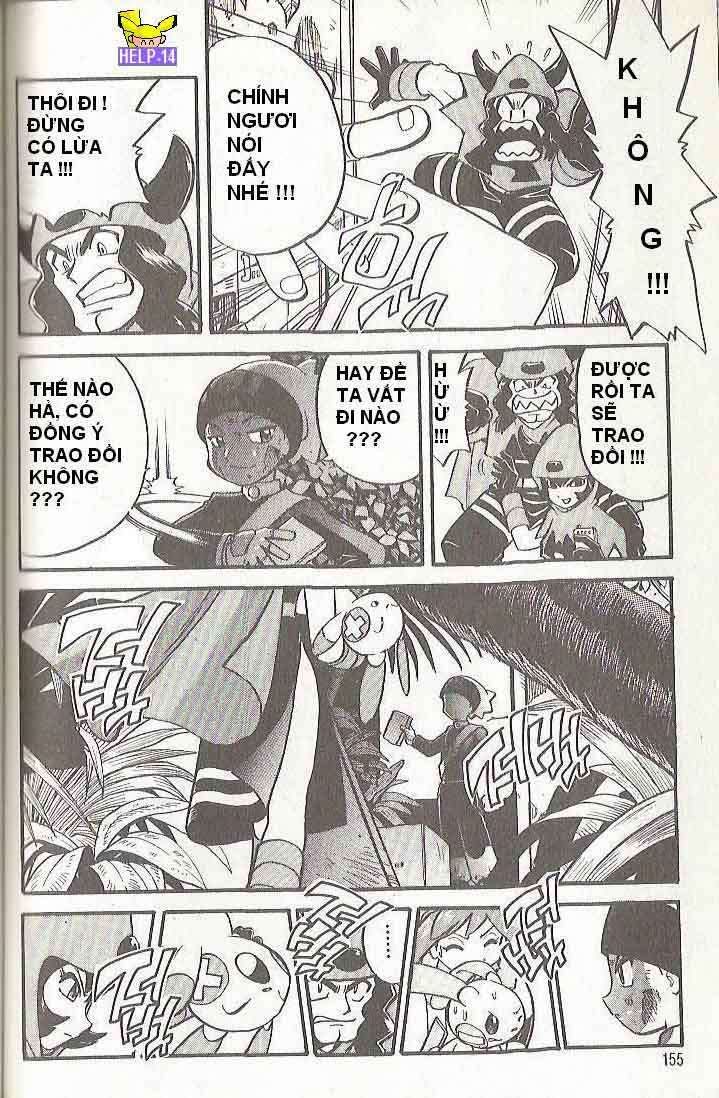 HELP-14
THÔI ĐI !
ĐỪNG
CÓ LỪA
TA !!!
CHÍNH
NGƯƠI
NÓI
ĐẤY
NHÉ !!!
K
H
Ô
N
G
!!!
THẾ NÀO
HẢ, CÓ
ĐỒNG Ý
TRAO ĐỔI
KHÔNG
???
HAY ĐỂ
TA VẤT
ĐI NÀO
???
H
Ừ
Ừ
!!!
ĐƯỢC
RỒI TA
SẼ
TRAO
ĐỔI !!!
155